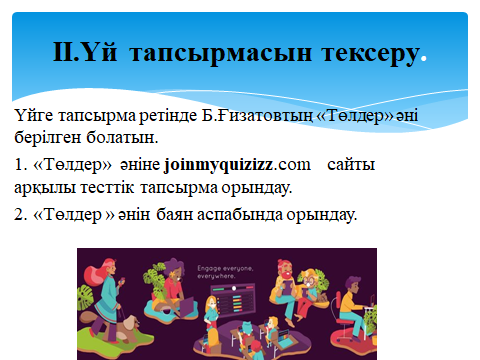 II.Үй тапсырмасын тексеру.
Үйге тапсырма ретінде Б.Ғизатовтың «Төлдер» әні
берілген болатын.
1. «Төлдер» әніне joinmyquizizz.com сайты
арқылы тесттік тапсырма орындау.
2. «Төлдер » әнін баян аспабында орындау.
Engage everyone,
everywhere.